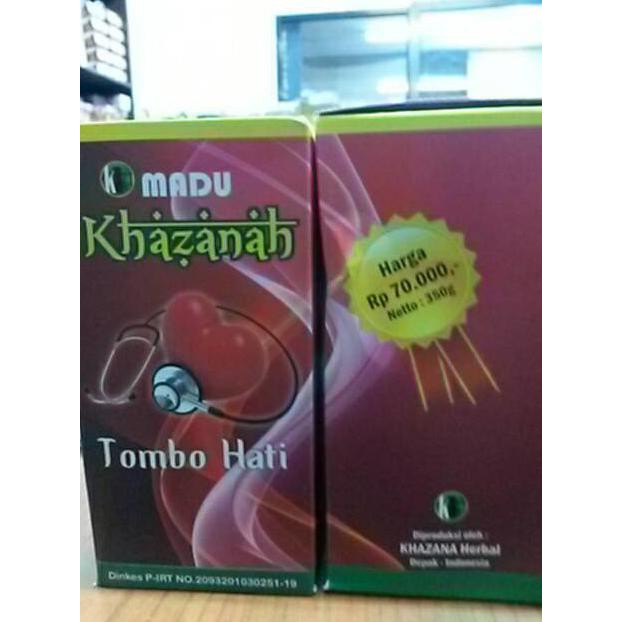 k
MADU
Khazanah
Tombo Hati
Dinkes P-IRT NO.2093201030251-19
Harga
Rp 70.000,-
Netto : 350g
k
Diproduksi oleh :
KHAZANA Herbal
Depok - Indonesia